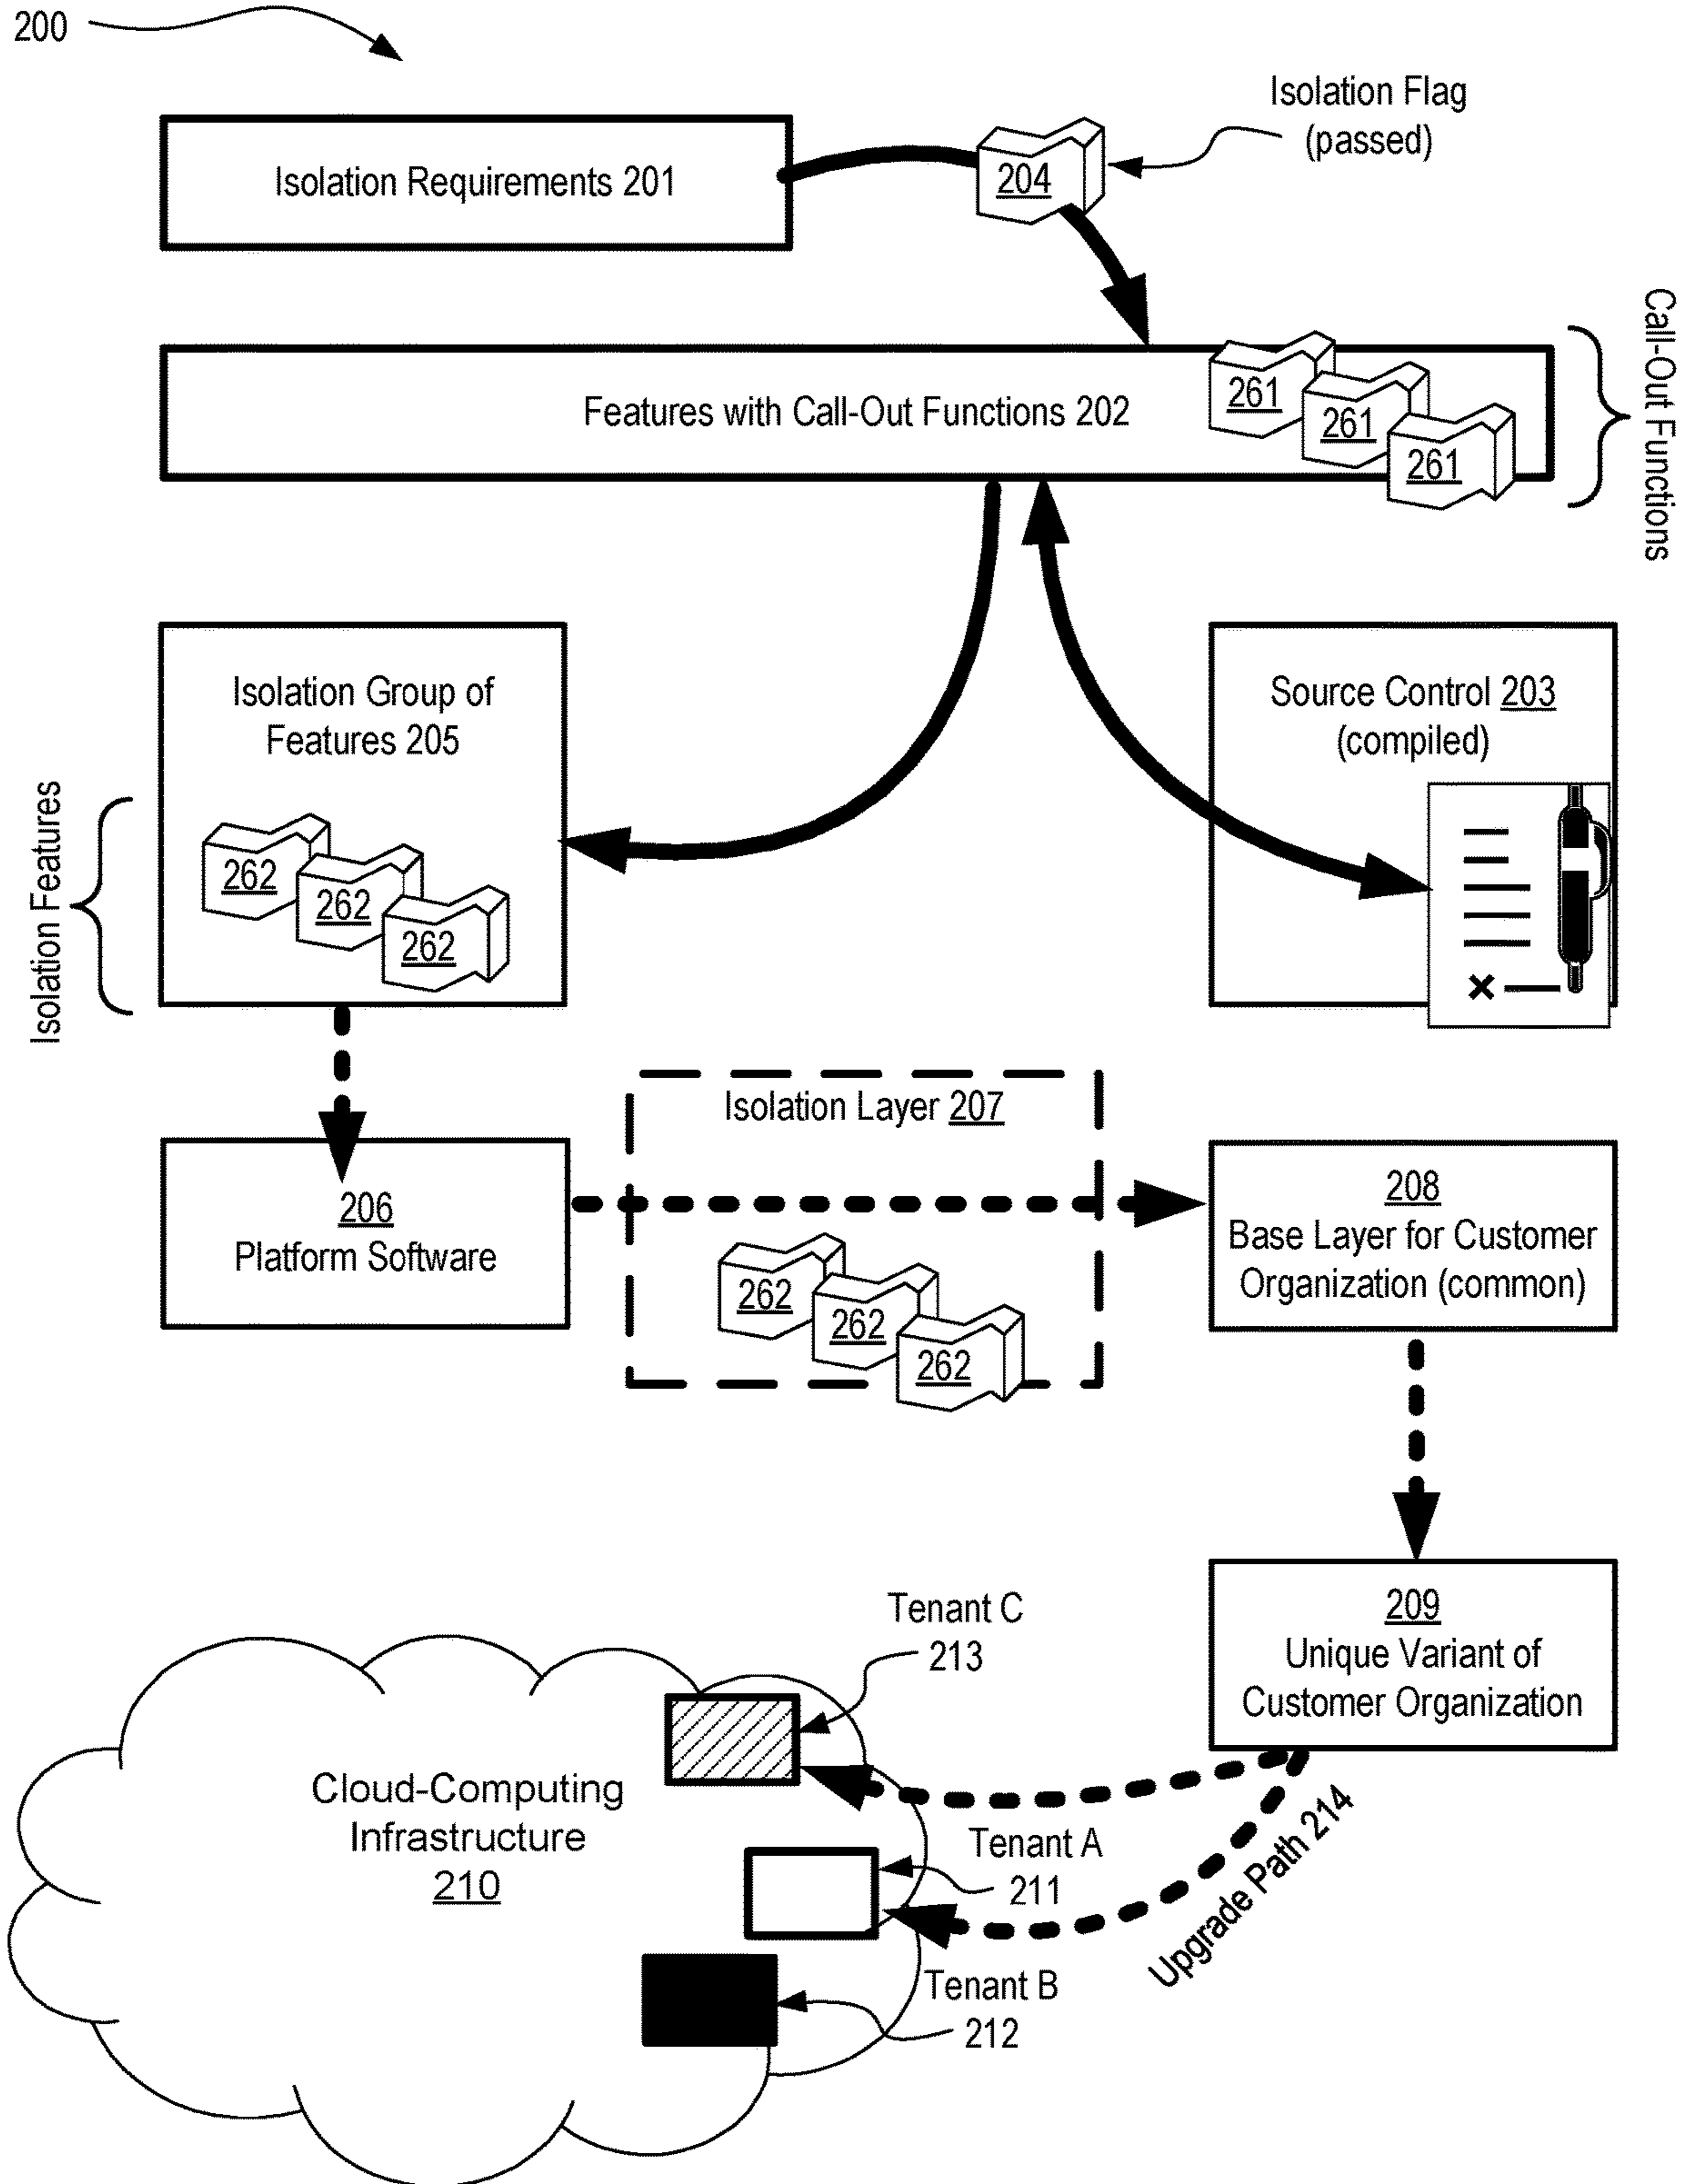 200
Isolation Flag
(passed)
204
Isolation Requirements 201
Call-Out Functions
Features with Call-Out Functions 202
261
261
261
Isolation Group of
Features 205
Source Control 203
(compiled)
Isolation Features
262
262
262
Isolation Layer 207
206
Platform Software
208
Base Layer for Customer
Organization (common)
262
262
262
209
Unique Variant of
Customer Organization
Tenant C
213
Cloud-Computing
Infrastructure
210
Tenant A
211
Upgrade Path 214
Tenant B
212